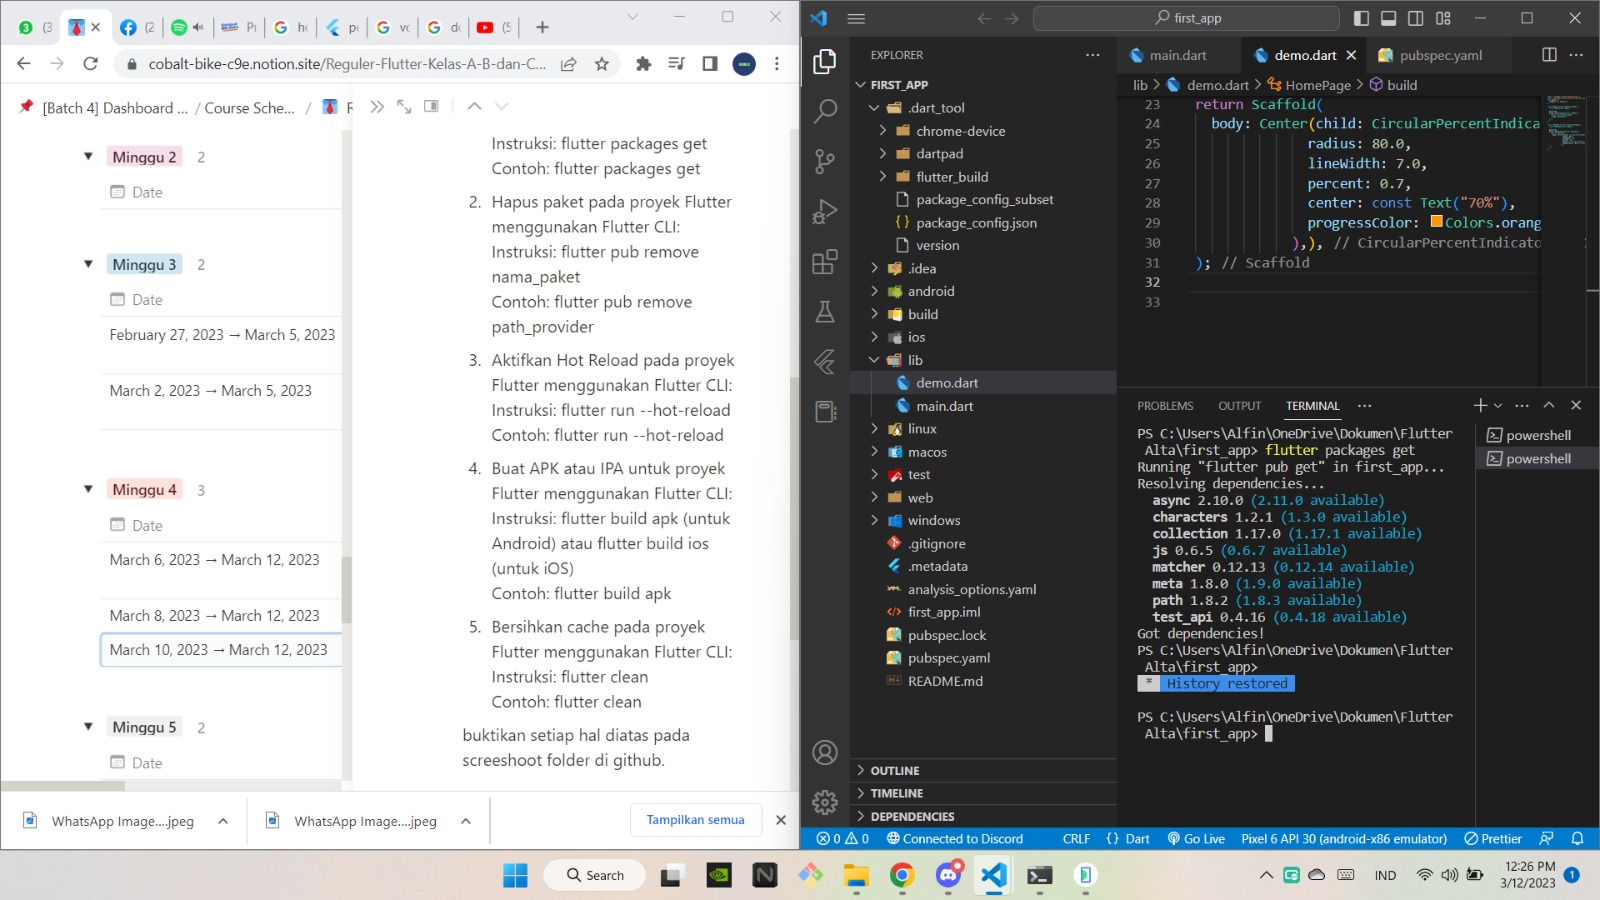 (3
(2
Pr
h
p
v
d
(5
cobalt-bike-c9e.notion.site/Reguler-Flutter-Kelas-A-B-dan-C...
[Batch 4] Dashboard ... / Course Sche... /
Minggu 2 2
Date
Minggu 3 2
Date
February 27, 2023 → March 5, 2023
March 2, 2023 → March 5, 2023
Minggu 4 3
Date
March 6, 2023 → March 12, 2023
March 8, 2023 → March 12, 2023
March 10, 2023 → March 12, 2023
Minggu 5 2
Date
Instruksi: flutter packages get
Contoh: flutter packages get
2. Hapus paket pada proyek Flutter
menggunakan Flutter CLI:
Instruksi: flutter pub remove
nama_paket
Contoh: flutter pub remove
path_provider
3. Aktifkan Hot Reload pada proyek
Flutter menggunakan Flutter CLI:
Instruksi: flutter run --hot-reload
Contoh: flutter run --hot-reload
4. Buat APK atau IPA untuk proyek
Flutter menggunakan Flutter CLI:
Instruksi: flutter build apk (untuk
Android) atau flutter build ios
(untuk iOS)
Contoh: flutter build apk
5. Bersihkan cache pada proyek
Flutter menggunakan Flutter CLI:
Instruksi: flutter clean
Contoh: flutter clean
buktikan setiap hal diatas pada
screeshoot folder di github.
WhatsApp Image....jpeg
WhatsApp Image....jpeg
Tampilkan semua
first_app
EXPLORER
FIRST_APP
.dart_tool
chrome-device
dartpad
flutter_build
package_config_subset
package_config.json
version
.idea
android
build
ios
lib
demo.dart
main.dart
linux
macos
test
web
windows
.gitignore
.metadata
analysis_options.yaml
first_app.iml
pubspec.lock
pubspec.yaml
README.md
OUTLINE
TIMELINE
DEPENDENCIES
main.dart
demo.dart
pubspec.yaml
lib > demo.dart > HomePage > build
23 return Scaffold(
24 body: Center(child: CircularPercentIndica
25 radius: 80.0,
26 lineWidth: 7.0,
27 percent: 0.7,
28 center: const Text("70%"),
29 progressColor: Colors.orang
30 ),), // CircularPercentIndicato
31 ); // Scaffold
32
33
PROBLEMS OUTPUT TERMINAL
PS C:\Users\Alfin\OneDrive\Dokumen\Flutter
Alta\first_app> flutter packages get
Running "flutter pub get" in first_app...
Resolving dependencies...
async 2.10.0 (2.11.0 available)
characters 1.2.1 (1.3.0 available)
collection 1.17.0 (1.17.1 available)
js 0.6.5 (0.6.7 available)
matcher 0.12.13 (0.12.14 available)
meta 1.8.0 (1.9.0 available)
path 1.8.2 (1.8.3 available)
test_api 0.4.16 (0.4.18 available)
Got dependencies!
PS C:\Users\Alfin\OneDrive\Dokumen\Flutter
Alta\first_app>
* History restored
PS C:\Users\Alfin\OneDrive\Dokumen\Flutter
Alta\first_app>
powershell
powershell
0 0 Connected to Discord CRLF {} Dart Go Live Pixel 6 API 30 (android-x86 emulator) Prettier
Search
IND
12:26 PM
3/12/2023
1